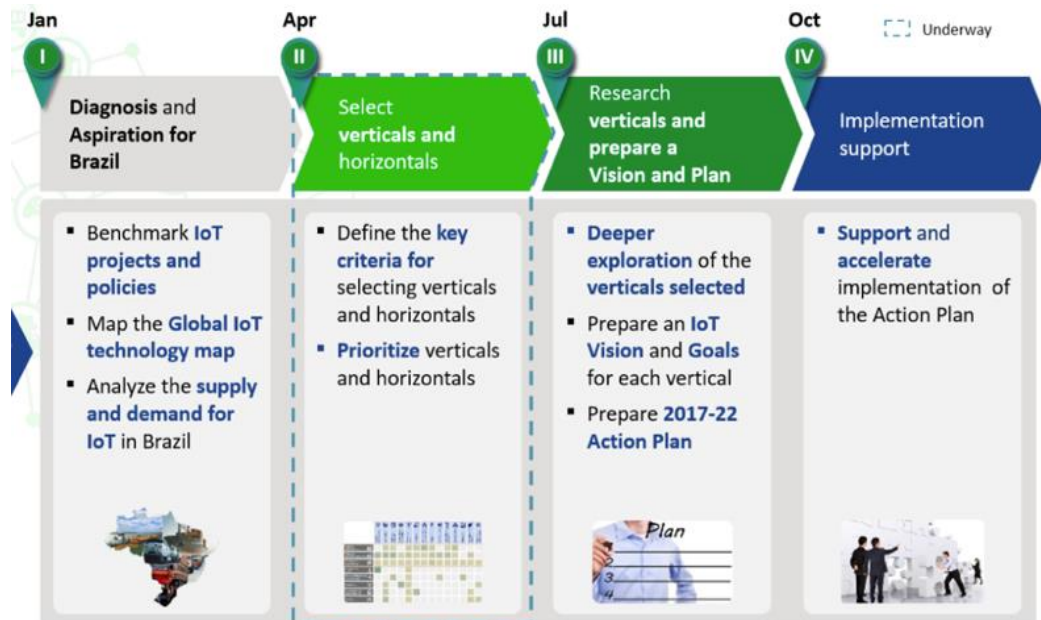 Jan
Apr
Jul
Oct
Underway
I
II
III
IV
Diagnosis and
Aspiration for
Brazil
Select
verticals and
horizontals
Research
verticals and
prepare a
Vision and Plan
Implementation
support
▪ Benchmark IoT
projects and
policies
▪ Map the Global IoT
technology map
▪ Analyze the supply
and demand for
IoT in Brazil
▪ Define the key
criteria for
selecting verticals
and horizontals
▪ Prioritize verticals
and horizontals
▪ Deeper
exploration of the
verticals selected
▪ Prepare an IoT
Vision and Goals
for each vertical
▪ Prepare 2017-22
Action Plan
▪ Support and
accelerate
implementation of
the Action Plan
Plan
1
2
3
4